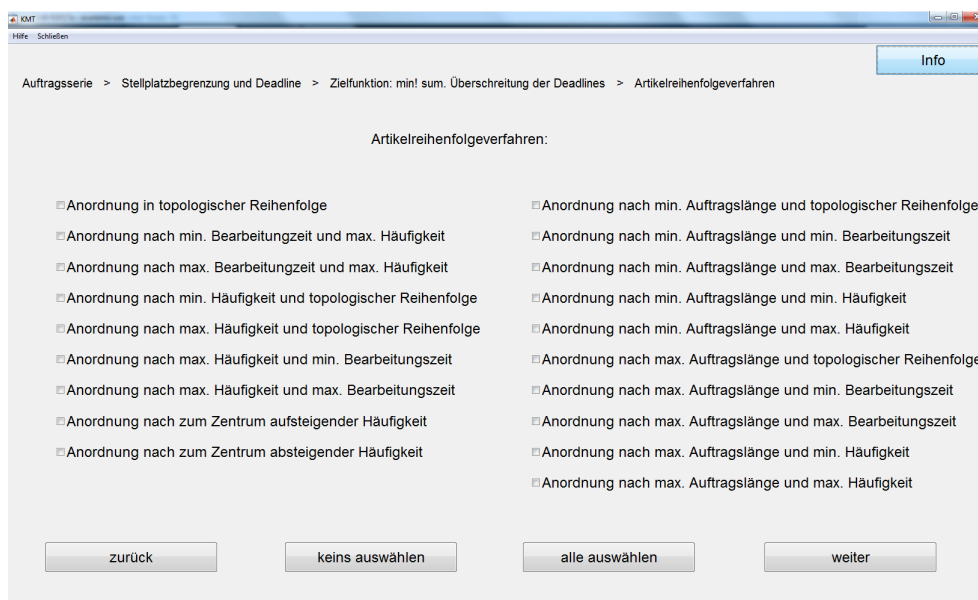 KMT
Hilfe Schließen
Info
Auftragsserie > Stellplatzbegrenzung und Deadline > Zielfunktion: min! sum. Überschreitung der Deadlines > Artikelreihenfolgeverfahren
Artikelreihenfolgeverfahren:
Anordnung in topologischer Reihenfolge
Anordnung nach min. Bearbeitungzeit und max. Häufigkeit
Anordnung nach max. Bearbeitungzeit und max. Häufigkeit
Anordnung nach min. Häufigkeit und topologischer Reihenfolge
Anordnung nach max. Häufigkeit und topologischer Reihenfolge
Anordnung nach max. Häufigkeit und min. Bearbeitungszeit
Anordnung nach max. Häufigkeit und max. Bearbeitungszeit
Anordnung nach zum Zentrum aufsteigender Häufigkeit
Anordnung nach zum Zentrum absteigender Häufigkeit
Anordnung nach min. Auftragslänge und topologischer Reihenfolge
Anordnung nach min. Auftragslänge und min. Bearbeitungszeit
Anordnung nach min. Auftragslänge und max. Bearbeitungszeit
Anordnung nach min. Auftragslänge und min. Häufigkeit
Anordnung nach min. Auftragslänge und max. Häufigkeit
Anordnung nach max. Auftragslänge und topologischer Reihenfolge
Anordnung nach max. Auftragslänge und min. Bearbeitungszeit
Anordnung nach max. Auftragslänge und max. Bearbeitungszeit
Anordnung nach max. Auftragslänge und min. Häufigkeit
Anordnung nach max. Auftragslänge und max. Häufigkeit
zurück
keins auswählen
alle auswählen
weiter